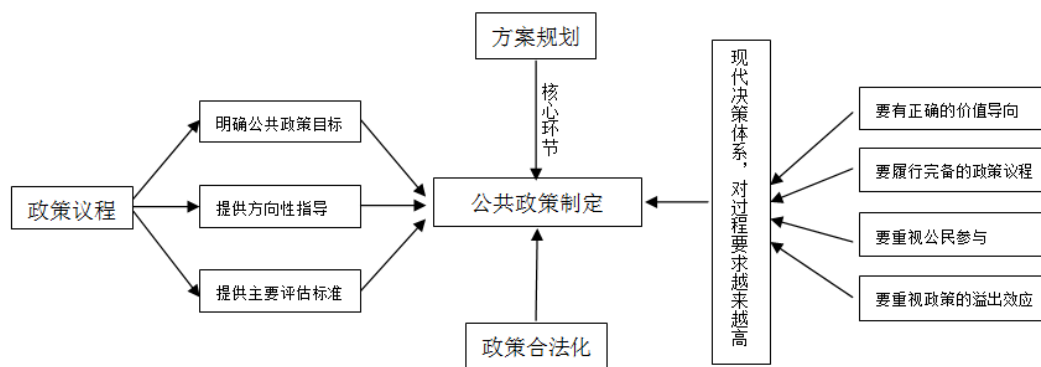 方案规划
核心环节
现代决策体系，对过程要求越来越高
明确公共政策目标
要有正确的价值导向
要履行完备的政策议程
政策议程
提供方向性指导
公共政策制定
要重视公民参与
提供主要评估标准
要重视政策的溢出效应
政策合法化